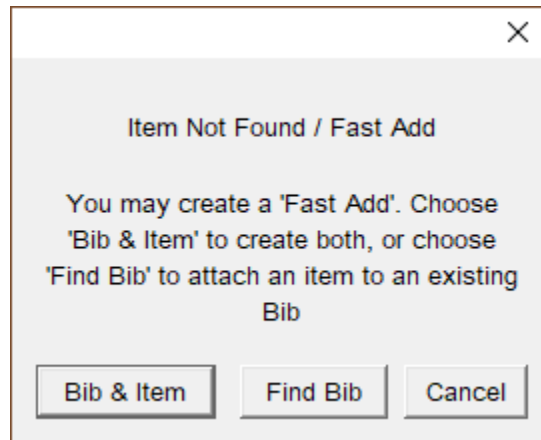 Item Not Found / Fast Add
You may create a 'Fast Add'. Choose
'Bib & Item' to create both, or choose
'Find Bib' to attach an item to an existing
Bib
Bib & Item Find Bib Cancel